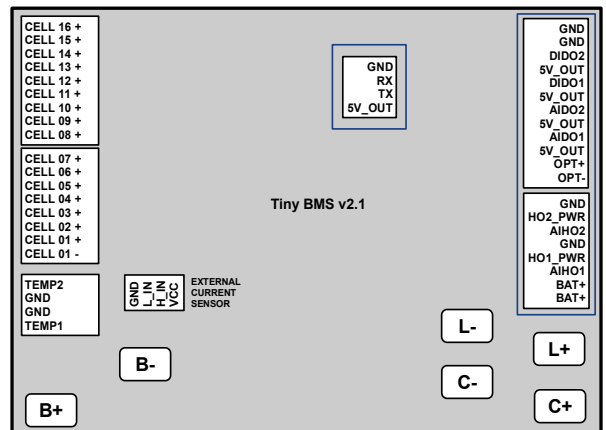 CELL 16 +
CELL 15 +
CELL 14 +
CELL 13 +
CELL 12 +
CELL 11 +
CELL 10 +
CELL 09 +
CELL 08 +
CELL 07 +
CELL 06 +
CELL 05 +
CELL 04 +
CELL 03 +
CELL 02 +
CELL 01 +
CELL 01 -
TEMP2
GND
GND
TEMP1
GND
L_IN
H_IN
VCC
EXTERNAL
CURRENT
SENSOR
B-
B+
GND
RX
TX
5V_OUT
Tiny BMS v2.1
GND
GND
DIDO2
5V_OUT
DIDO1
5V_OUT
AIDO2
5V_OUT
AIDO1
5V_OUT
OPT+
OPT-
GND
HO2_PWR
AIHO2
GND
HO1_PWR
AIHO1
BAT+
BAT+
L-
L+
C-
C+